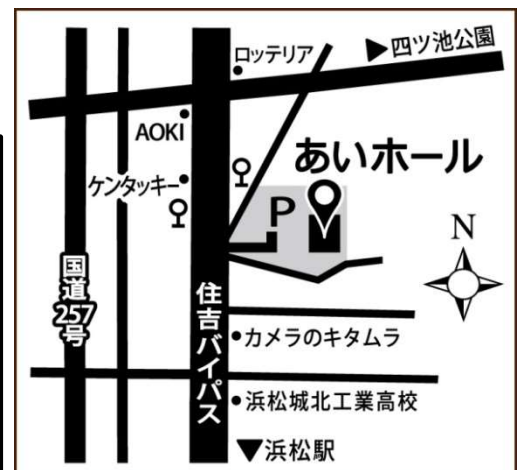 ロッテリア
四ツ池公園
AOKI
あいホール
ケンタッキー
P
N
国道257号
住吉バイパス
カメラのキタムラ
浜松城北工業高校
浜松駅